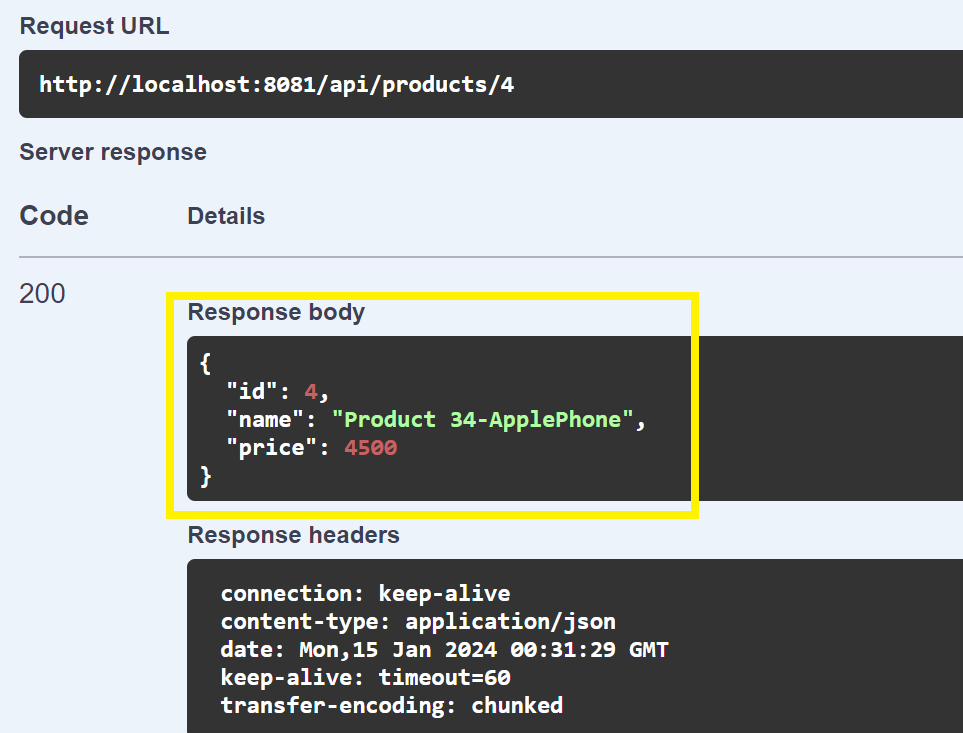 Request URL
http://localhost:8081/api/products/4
Server response
Code Details
200
Response body
{
  "id": 4,
  "name": "Product 34-ApplePhone",
  "price": 4500
}
Response headers
connection: keep-alive
content-type: application/json
date: Mon,15 Jan 2024 00:31:29 GMT
keep-alive: timeout=60
transfer-encoding: chunked